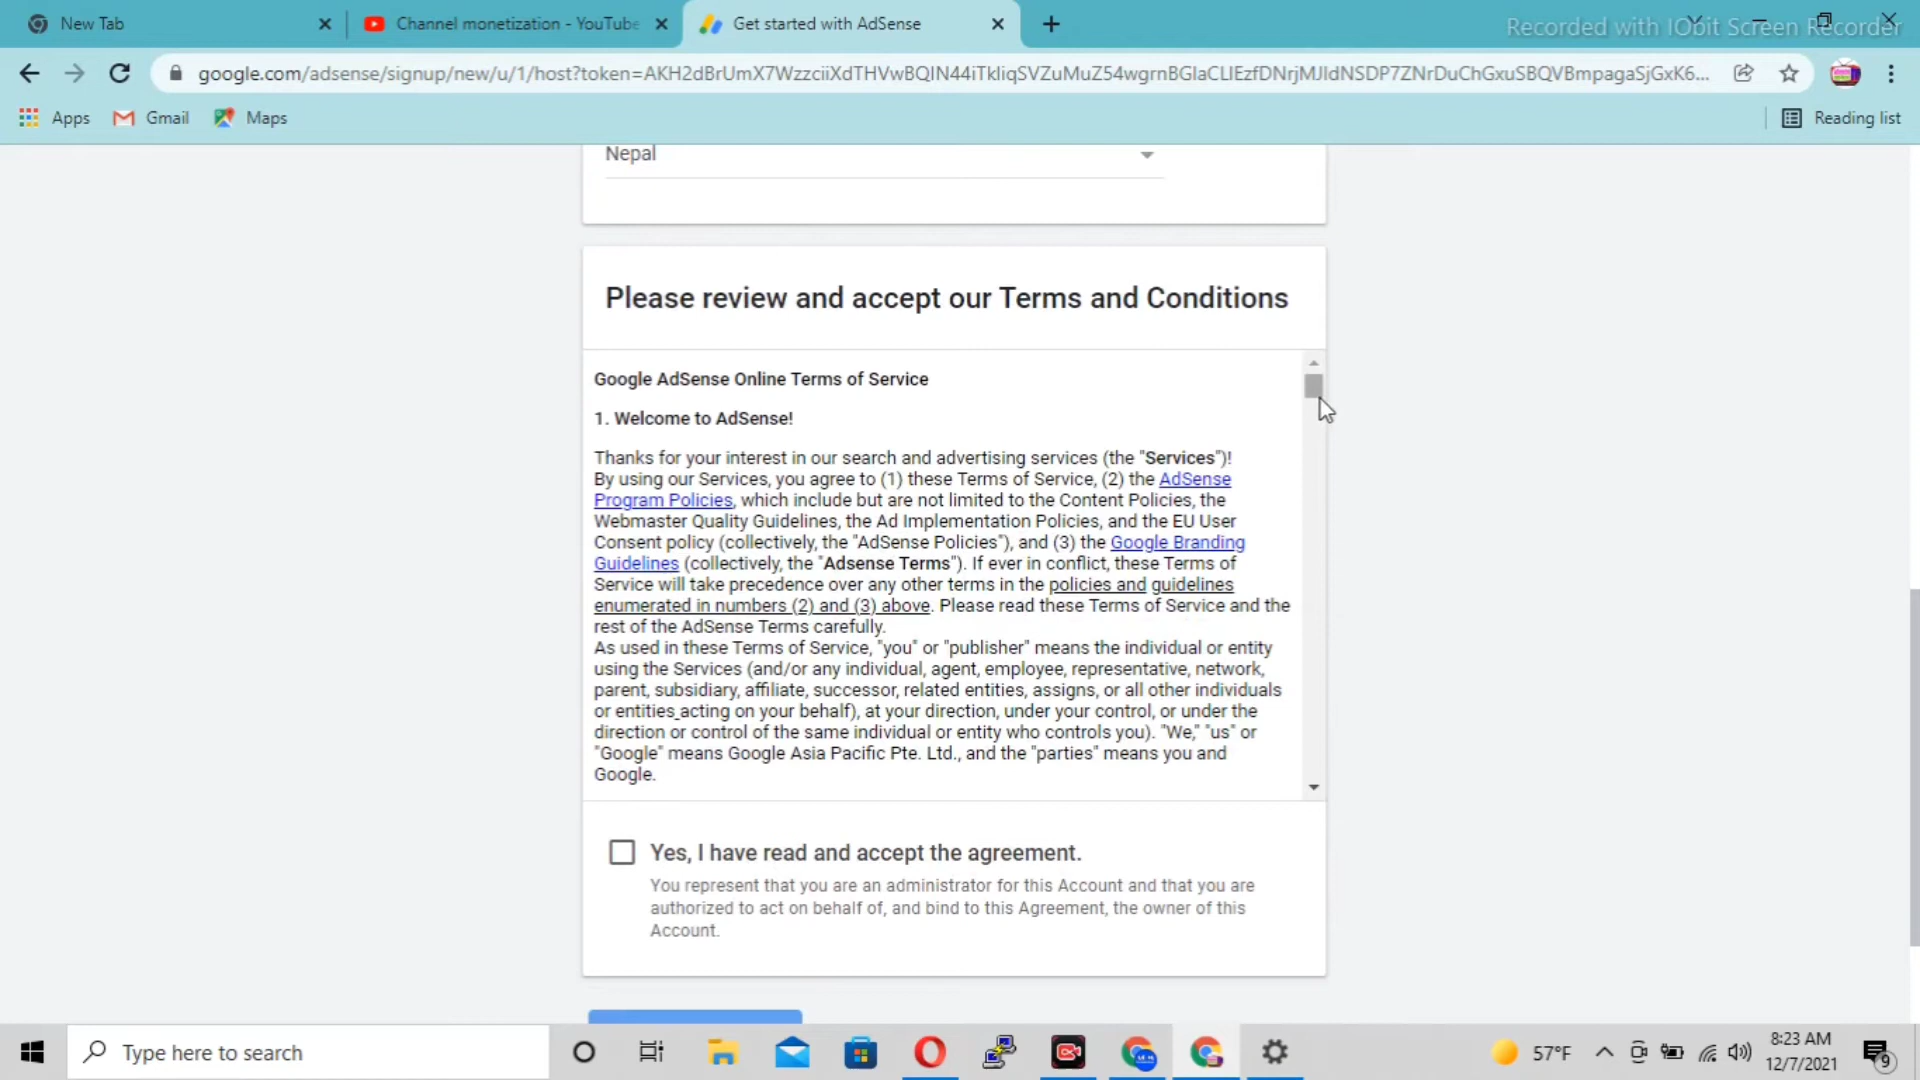 New Tab
Channel monetization - YouTube
Get started with AdSense
Recorded with IObit Screen Recorder
Apps
Gmail
Maps
Reading list
Nepal
Please review and accept our Terms and Conditions
Google AdSense Online Terms of Service
1. Welcome to AdSense!
Thanks for your interest in our search and advertising services (the "Services")!
By using our Services, you agree to (1) these Terms of Service, (2) the AdSense
Program Policies, which include but are not limited to the Content Policies, the
Webmaster Quality Guidelines, the Ad Implementation Policies, and the EU User
Consent policy (collectively, the "AdSense Policies"), and (3) the Google Branding
Guidelines (collectively, the "Adsense Terms"). If ever in conflict, these Terms of
Service will take precedence over any other terms in the policies and guidelines
enumerated in numbers (2) and (3) above. Please read these Terms of Service and the
rest of the AdSense Terms carefully.
As used in these Terms of Service, "you" or "publisher" means the individual or entity
using the Services (and/or any individual, agent, employee, representative, network,
parent, subsidiary, affiliate, successor, related entities, assigns, or all other individuals
or entities acting on your behalf), at your direction, under your control, or under the
direction or control of the same individual or entity who controls you). "We," "us" or
"Google" means Google Asia Pacific Pte. Ltd., and the "parties" means you and
Google.
Yes, I have read and accept the agreement.
You represent that you are an administrator for this Account and that you are
authorized to act on behalf of, and bind to this Agreement, the owner of this
Account.
Type here to search
57°F
8:23 AM
12/7/2021
9